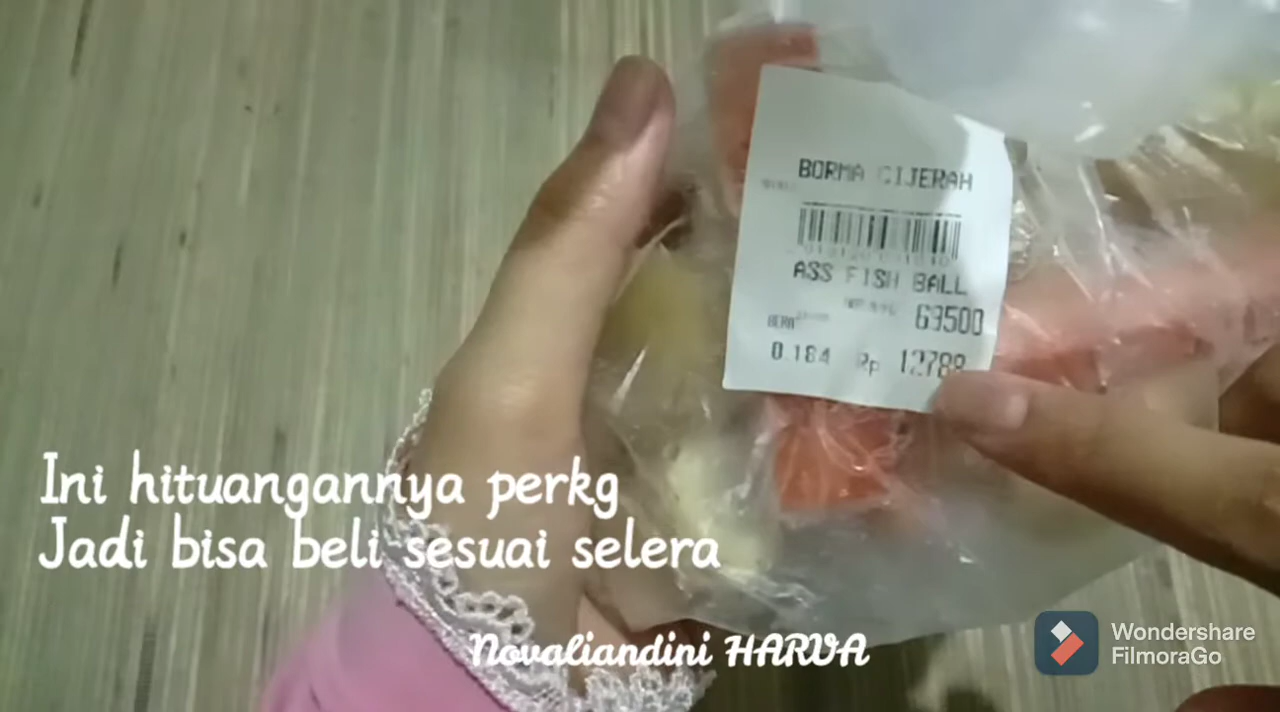 BORMA CIJERAH
ASS FISH BALL
69500
0.184 Rp 12788
Ini hituangannya perkg
Jadi bisa beli sesuai selera
Novaliandini HARVA
Wondershare
FilmoraGo